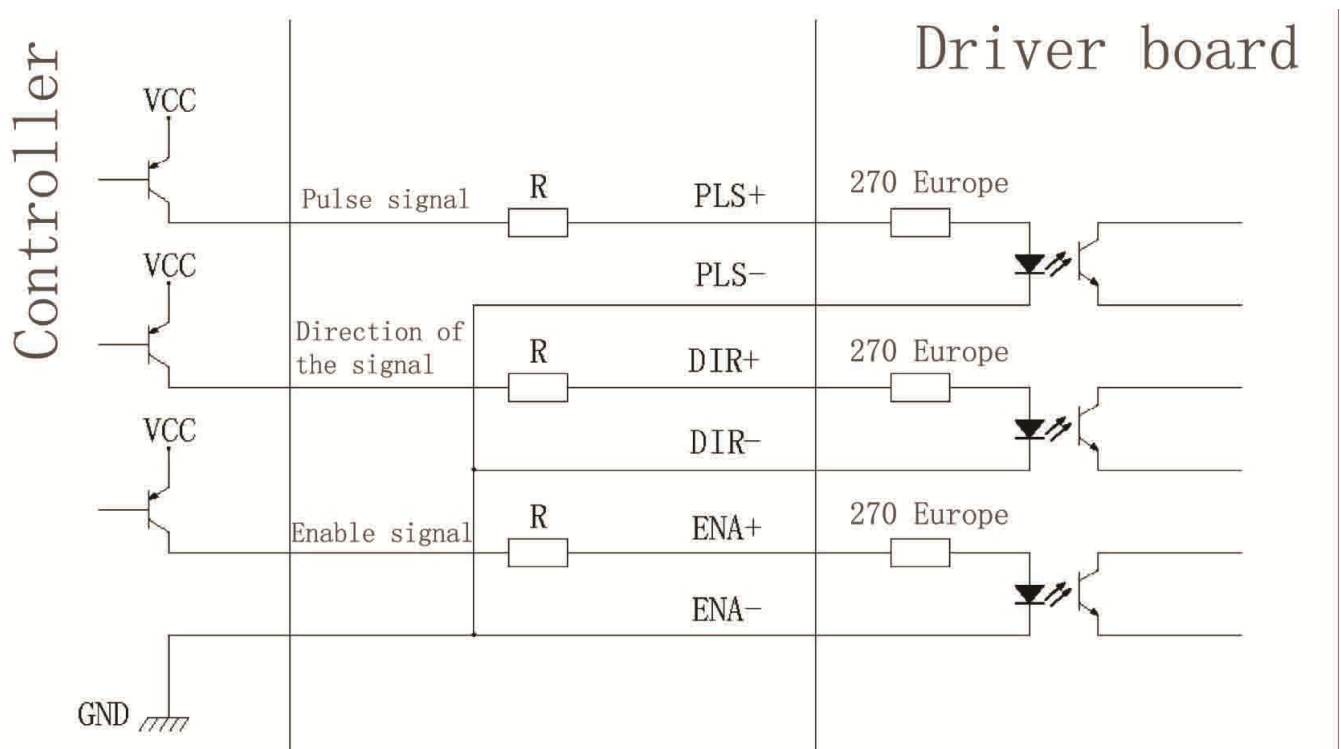 Controller
Driver board
VCC
Pulse signal
R
PLS+
270 Europe
PLS-
VCC
Direction of
the signal
R
DIR+
270 Europe
DIR-
VCC
Enable signal
R
ENA+
270 Europe
ENA-
GND